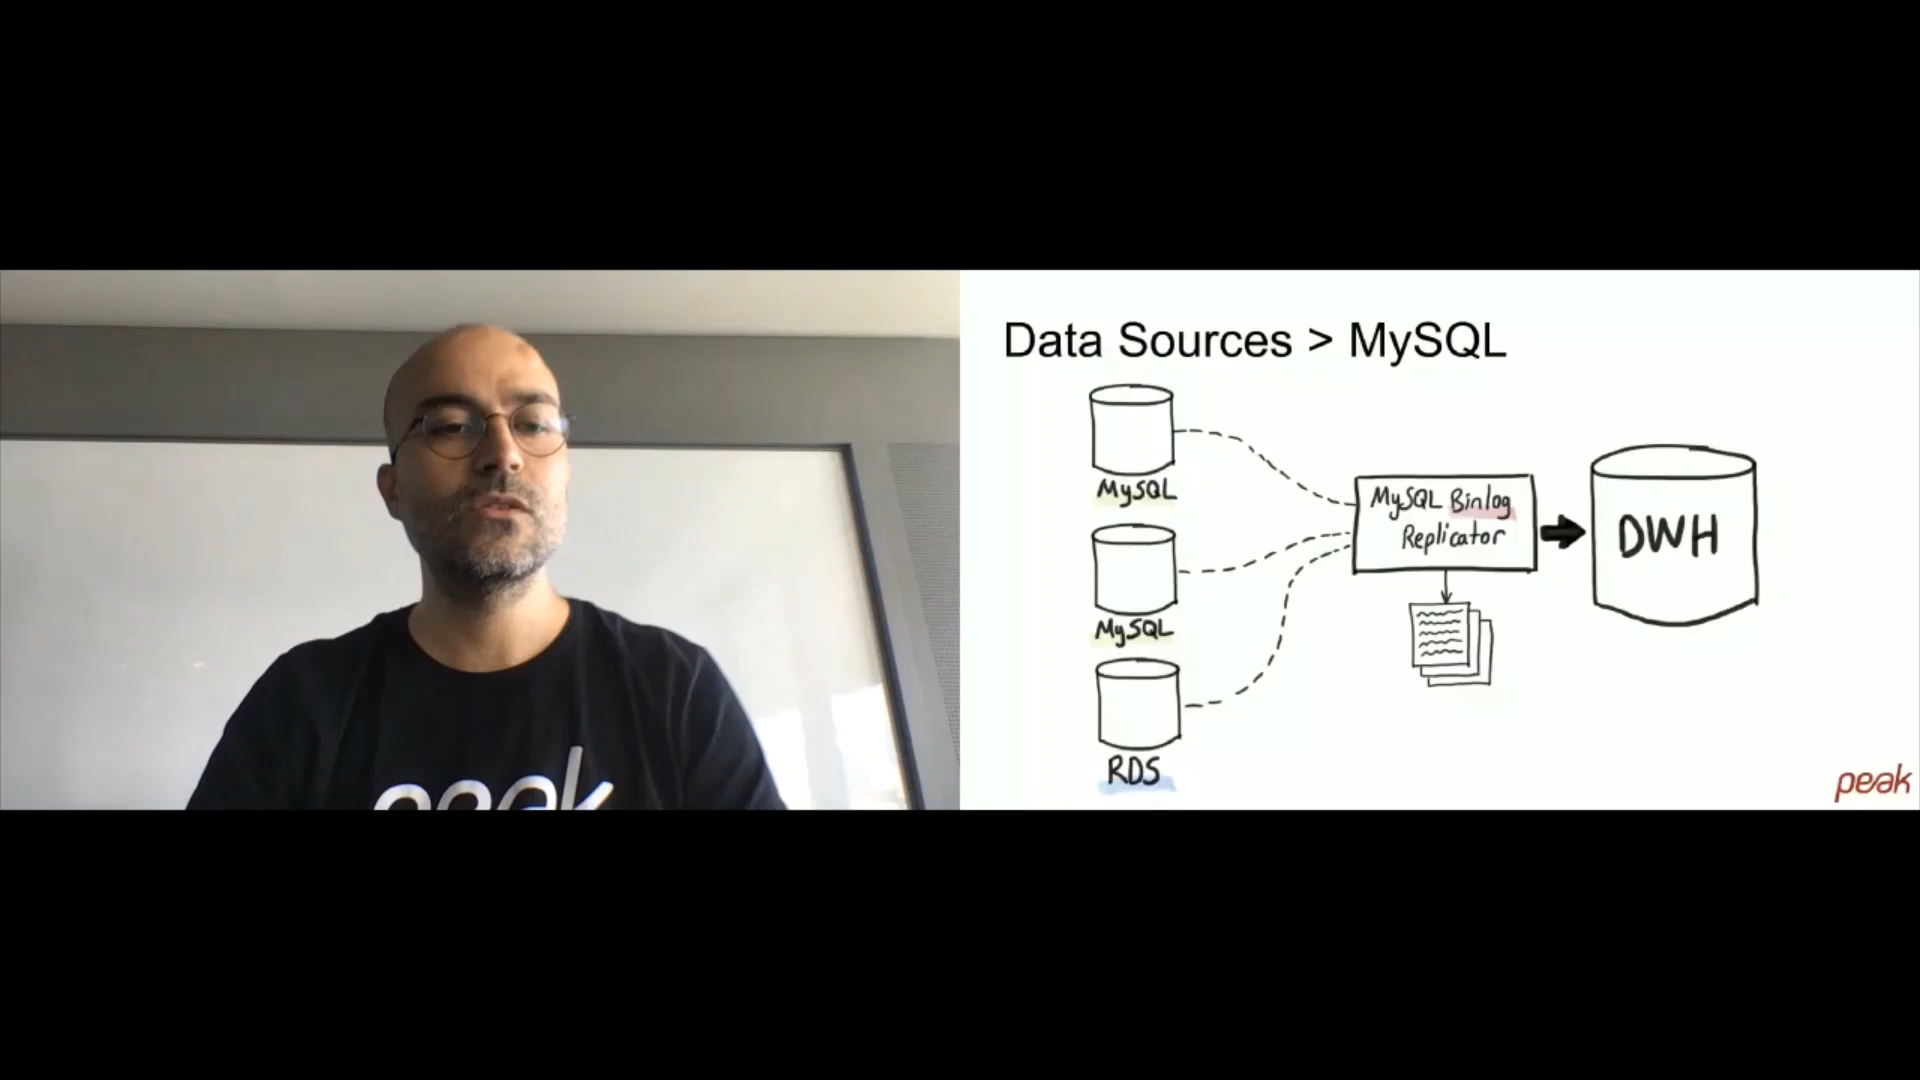 peak
Data Sources > MySQL
MySQL
MySQL
RDS
MySQL Binlog
Replicator
DWH
peak